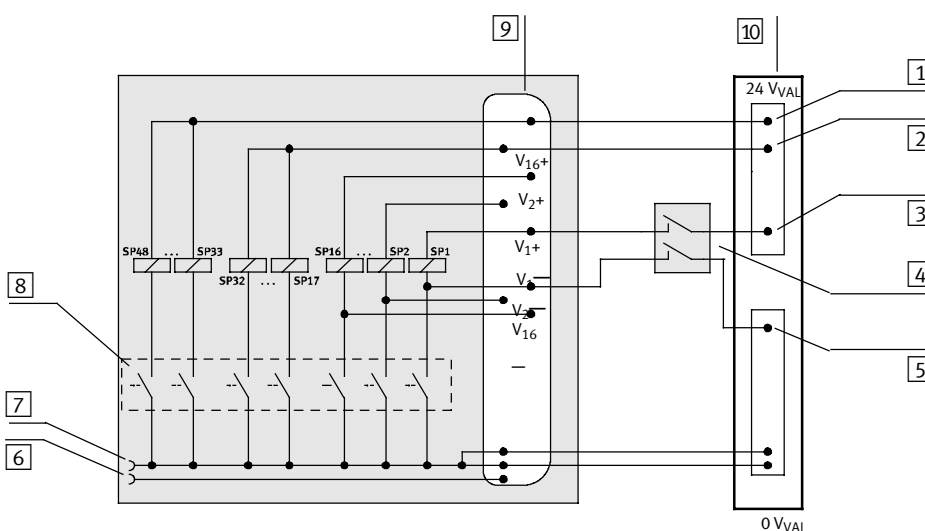 9
10
24 VVAL
1
2
V16+
V2+
3
V1+
SP48 ... SP33
SP16 ... SP2 SP1
SP32 ... SP17
V1–
V2–
V16
–
4
8
5
7
6
0 VVAL